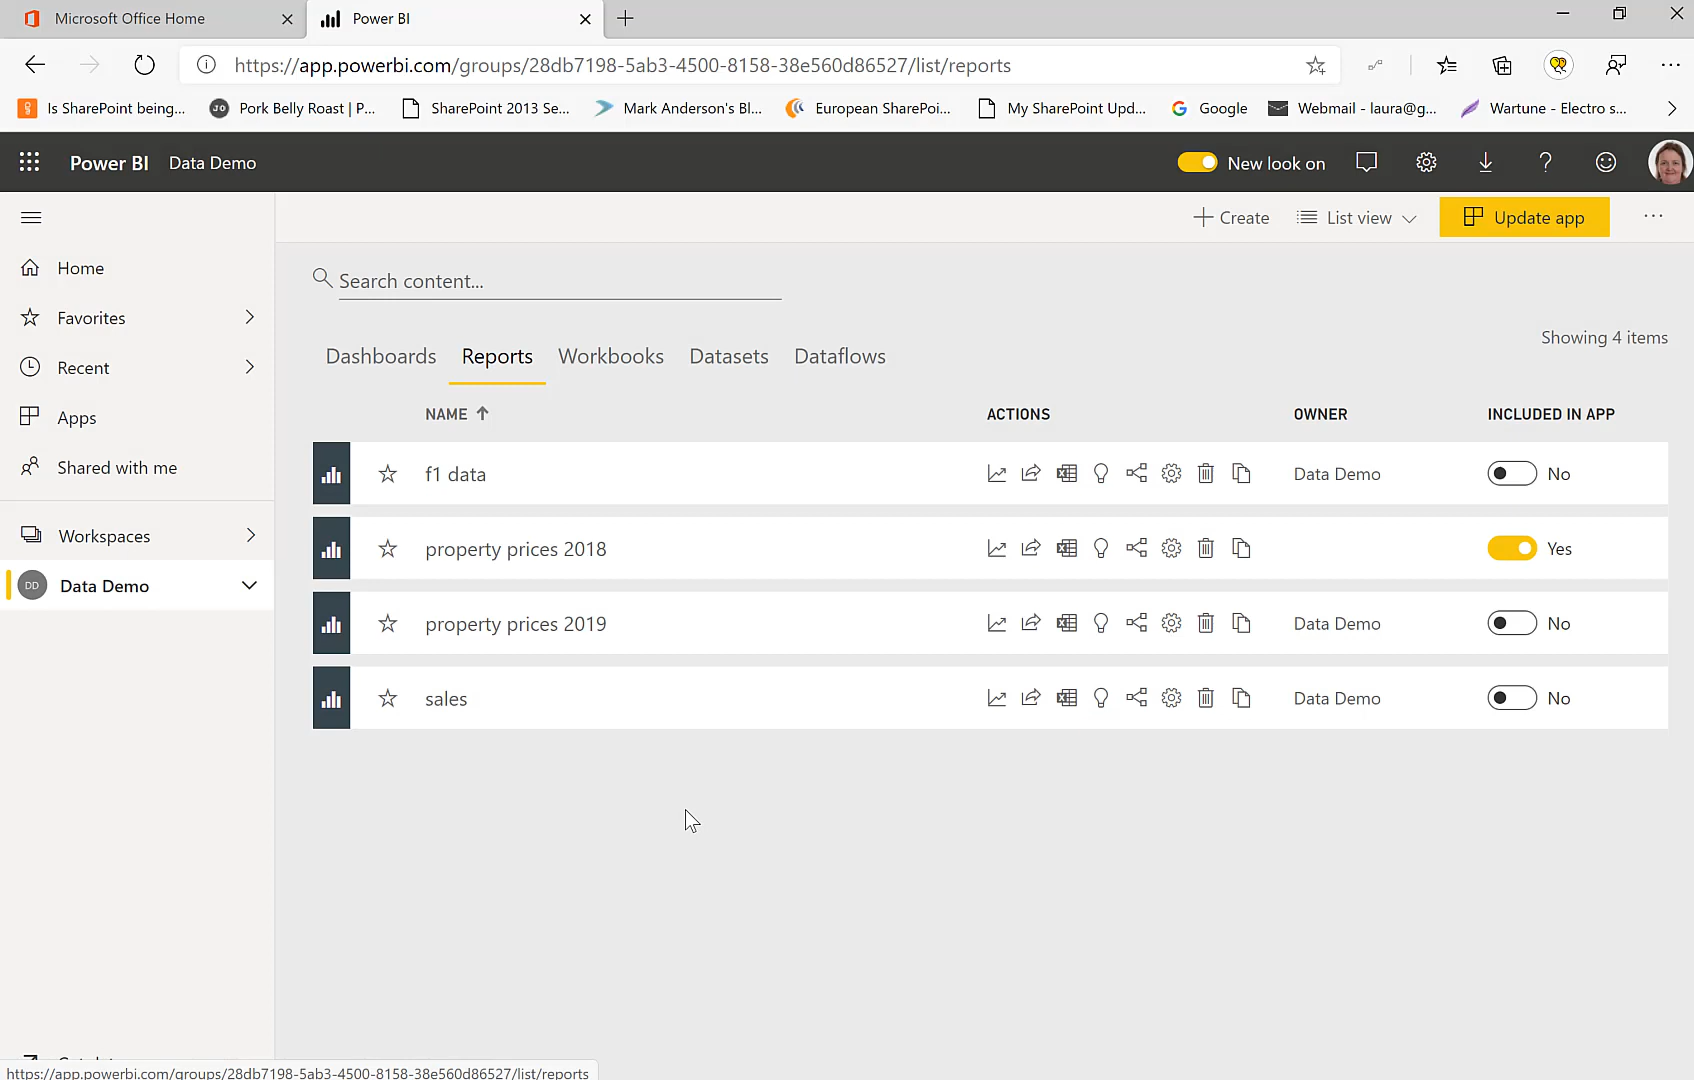 Microsoft Office Home
Power BI
https://app.powerbi.com/groups/28db7198-5ab3-4500-8158-38e560d86527/list/reports
Is SharePoint being...
JO
Pork Belly Roast | P...
SharePoint 2013 Se...
Mark Anderson's Bl...
European SharePoi...
My SharePoint Upd...
Google
Webmail - laura@g...
Wartune - Electro s...
Power BI
Data Demo
New look on
Create
List view
Update app
Home
Favorites
Recent
Apps
Shared with me
Workspaces
DD
Data Demo
Search content...
Showing 4 items
Dashboards
Reports
Workbooks
Datasets
Dataflows
NAME
ACTIONS
OWNER
INCLUDED IN APP
f1 data
Data Demo
No
property prices 2018
Yes
property prices 2019
Data Demo
No
sales
Data Demo
No
https://app.powerbi.com/groups/28db7198-5ab3-4500-8158-38e560d86527/list/reports